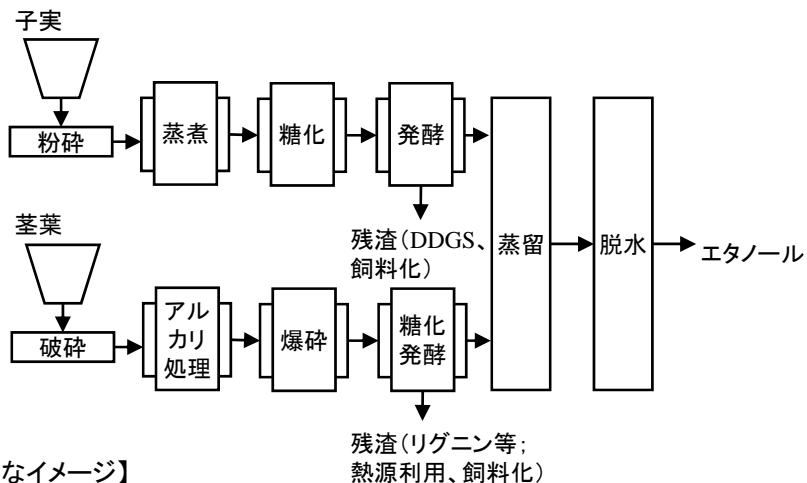 子実
粉砕
蒸煮
糖化
発酵
残渣(DDGS、
飼料化)
茎葉
破砕
アル
カリ
処理
爆砕
糖化
発酵
残渣(リグニン等;
熱源利用、飼料化)
蒸留
脱水
エタノール
なイメージ】